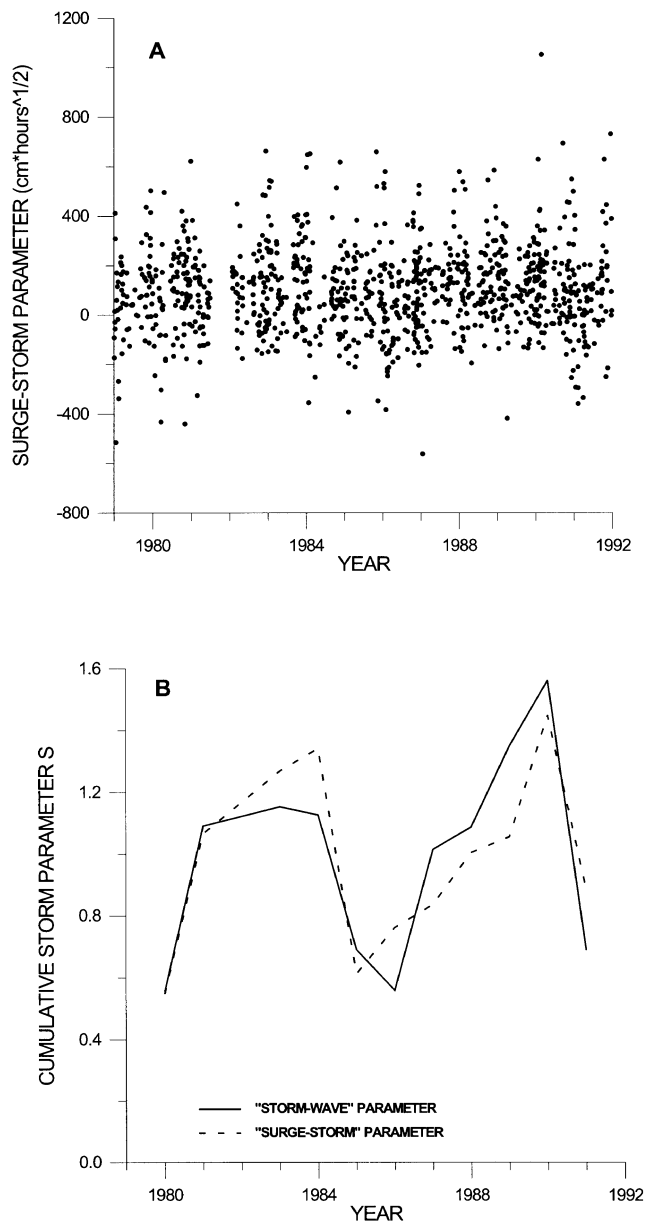 A
SURGE-STORM PARAMETER (cm*hours^1/2)
1200
800
400
0
-400
-800
1980
1984
1988
1992
YEAR
B
CUMULATIVE STORM PARAMETER S
1.6
1.2
0.8
0.4
0.0
"STORM-WAVE" PARAMETER
"SURGE-STORM" PARAMETER
1980
1984
1988
1992
YEAR